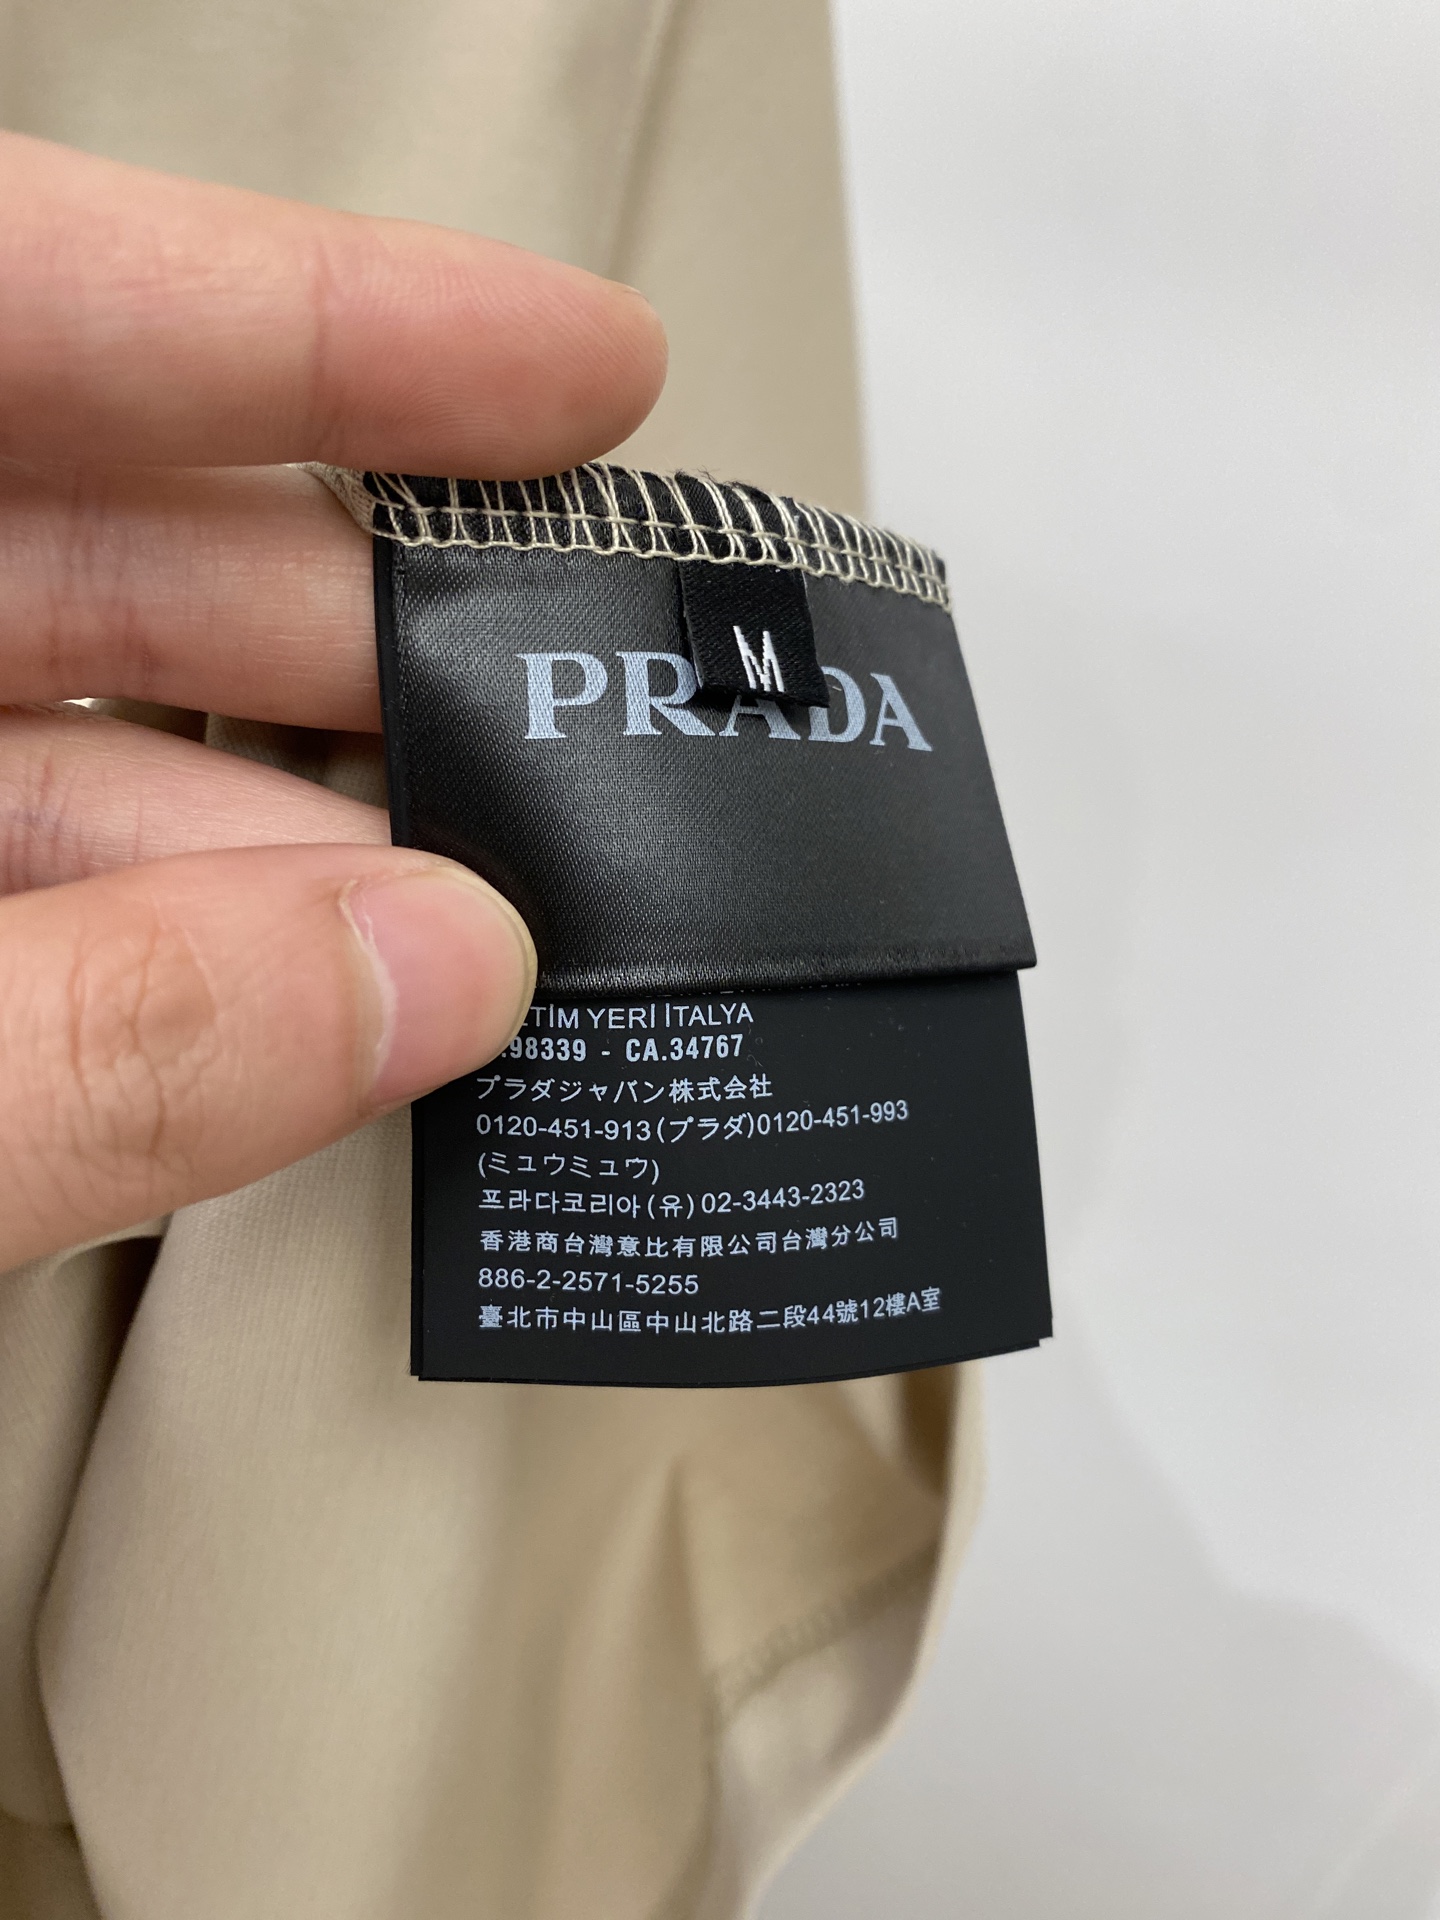 M
PRADA
TİM YERİ İTALYA
.98339 - CA.34767
プラダジャパン株式会社
0120-451-913(プラダ)0120-451-993
(ミュウミュウ)
프라다코리아(유) 02-3443-2323
香港商台灣意比有限公司台灣分公司
886-2-2571-5255
臺北市中山區中山北路二段44號12樓A室